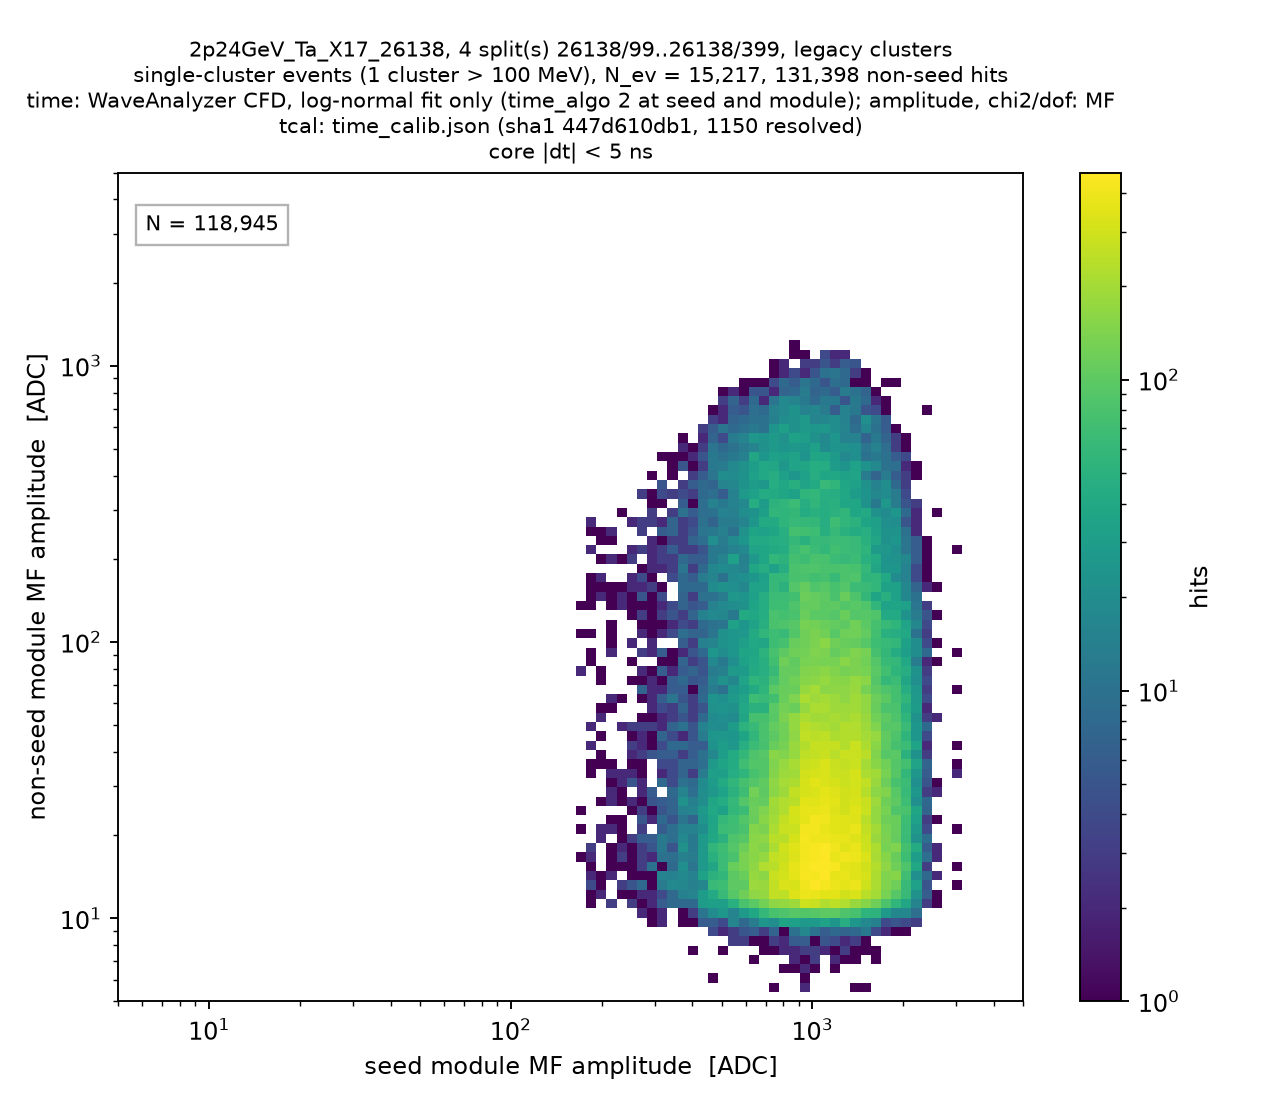 2p24GeV_Ta_X17_26138, 4 split(s) 26138/99..26138/399, legacy clusters
single-cluster events (1 cluster > 100 MeV), N_ev = 15,217, 131,398 non-seed hits
time: WaveAnalyzer CFD, log-normal fit only (time_algo 2 at seed and module); amplitude, chi2/dof: MF
tcal: time_calib.json (sha1 447d610db1, 1150 resolved)
core |dt| < 5 ns
N = 118,945
non-seed module MF amplitude [ADC]
10³
10²
10¹
10¹ 10² 10³
seed module MF amplitude [ADC]
10²
10¹
10⁰
hits